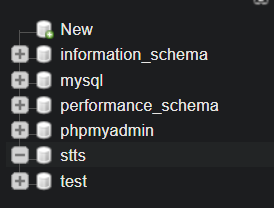 New
information_schema
mysql
performance_schema
phpmyadmin
stts
test